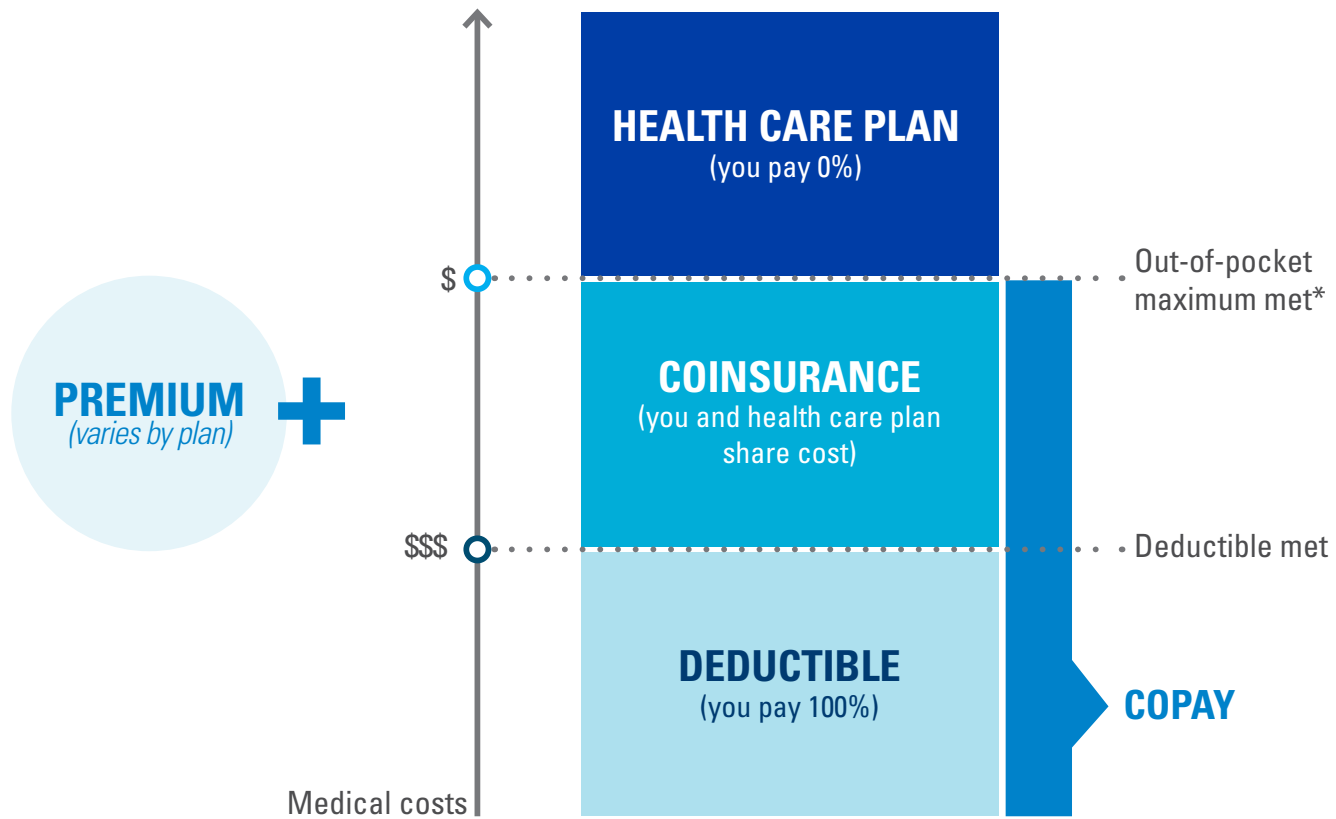 HEALTH CARE PLAN
(you pay 0%)
$
Out-of-pocket
maximum met*
PREMIUM
(varies by plan)
COINSURANCE
(you and health care plan
share cost)
$$$
Deductible met
DEDUCTIBLE
(you pay 100%)
COPAY
Medical costs